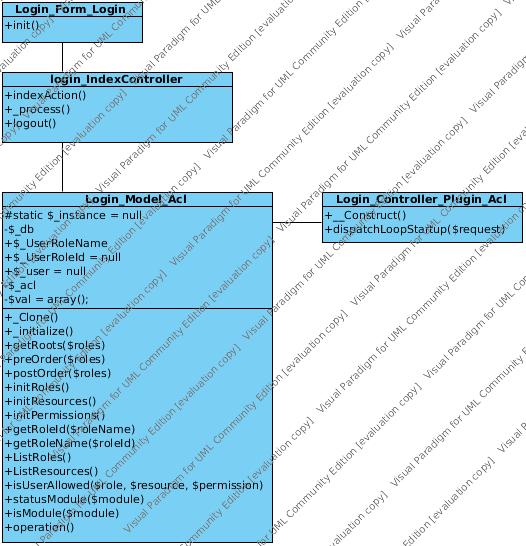 Login_Form_Login
+init()
login_IndexController
+indexAction()
+_process()
+logout()
Login_Model_Acl
#static $_instance = null
-$_db
+$_UserRoleName
+$_UserRoleId = null
+$_user = null
-$_acl
-$val = array();
+_Clone()
+_initialize()
+getRoots($roles)
+preOrder($roles)
+postOrder($roles)
+initRoles()
+initResources()
+initPermissions()
+getRoleId($roleName)
+getRoleName($roleId)
+ListRoles()
+ListResources()
+isUserAllowed($role, $resource, $permission)
+statusModule($module)
+isModule($module)
+operation()
Login_Controller_Plugin_Acl
+__Construct()
+dispatchLoopStartup($request)
Visual Paradigm for UML Community Edition [evaluation copy]